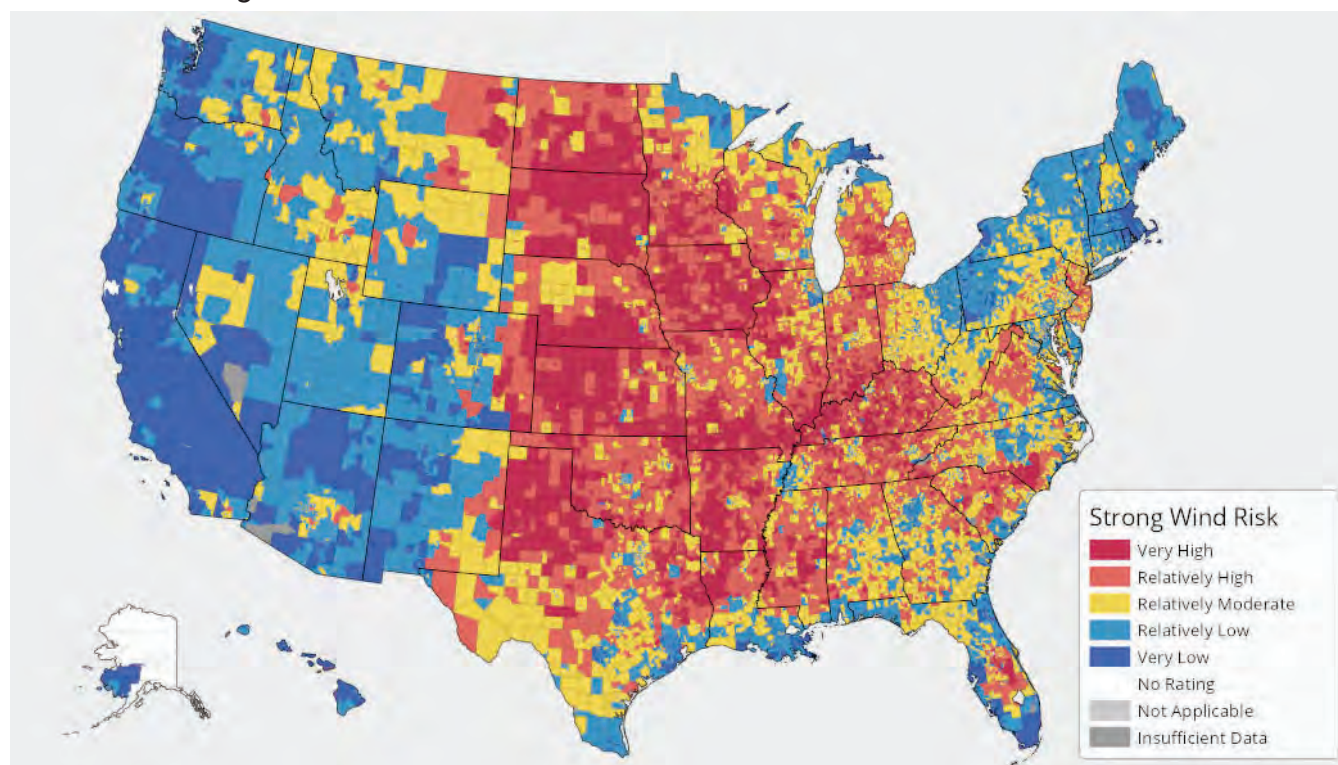 Strong Wind Risk
Very High
Relatively High
Relatively Moderate
Relatively Low
Very Low
No Rating
Not Applicable
Insufficient Data